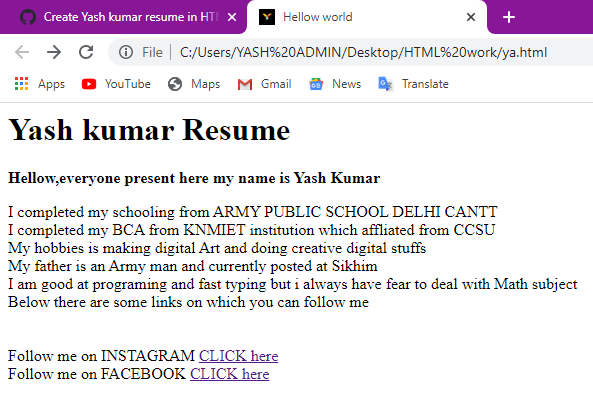 Create Yash kumar resume in HTM
Hellow world
File C:/Users/YASH%20ADMIN/Desktop/HTML%20work/ya.html
Apps YouTube Maps Gmail News Translate
Yash kumar Resume
Hellow,everyone present here my name is Yash Kumar
I completed my schooling from ARMY PUBLIC SCHOOL DELHI CANTT
I completed my BCA from KNMIET institution which affliated from CCSU
My hobbies is making digital Art and doing creative digital stuffs
My father is an Army man and currently posted at Sikhim
I am good at programing and fast typing but i always have fear to deal with Math subject
Below there are some links on which you can follow me
Follow me on INSTAGRAM CLICK here
Follow me on FACEBOOK CLICK here